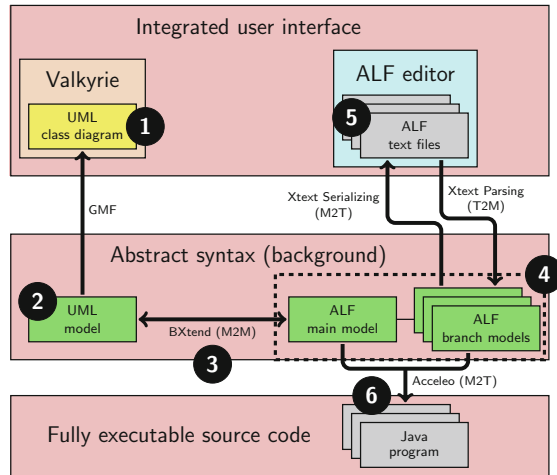 Integrated user interface
Valkyrie
ALF editor
UML
class diagram
1
5
ALF
text files
GMF
Xtext Serializing
(M2T)
Xtext Parsing
(T2M)
Abstract syntax (background)
4
2
UML
model
BXtend (M2M)
3
ALF
main model
ALF
branch models
Acceleo (M2T)
6
Fully executable source code
Java
program